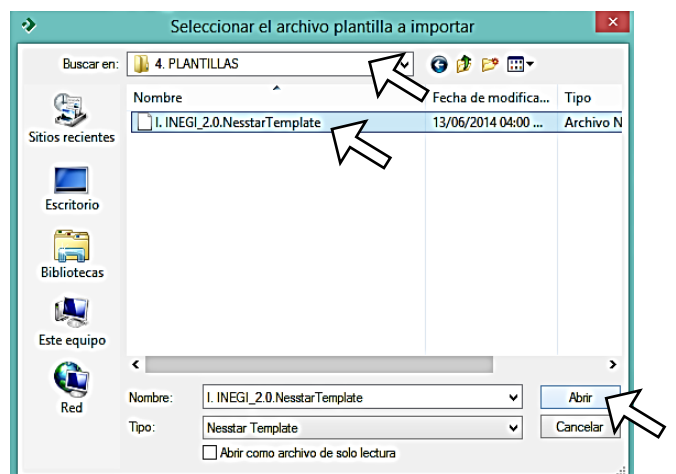 Seleccionar el archivo plantilla a importar
Buscar en: 4. PLANTILLAS
Nombre Fecha de modifica... Tipo
I. INEGI_2.0.NesstarTemplate 13/06/2014 04:00 ... Archivo N
Sitios recientes
Escritorio
Bibliotecas
Este equipo
Red
Nombre: I. INEGI_2.0.NesstarTemplate Abrir
Tipo: Nesstar Template Cancelar
Abrir como archivo de solo lectura